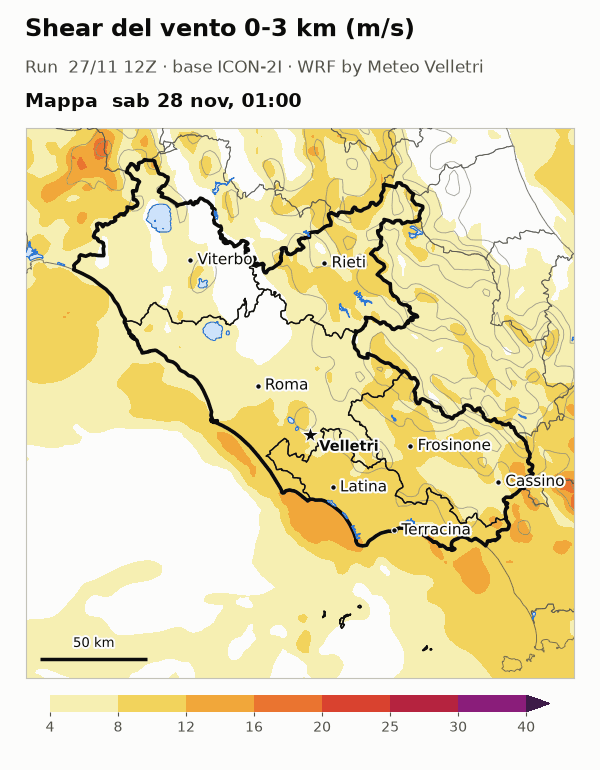 Shear del vento 0-3 km (m/s)
Run  27/11 12Z · base ICON-2I · WRF by Meteo Velletri
Mappa  sab 28 nov, 01:00
Viterbo
Rieti
Roma
Velletri
Frosinone
Cassino
Latina
Terracina
50 km
4 8 12 16 20 25 30 40